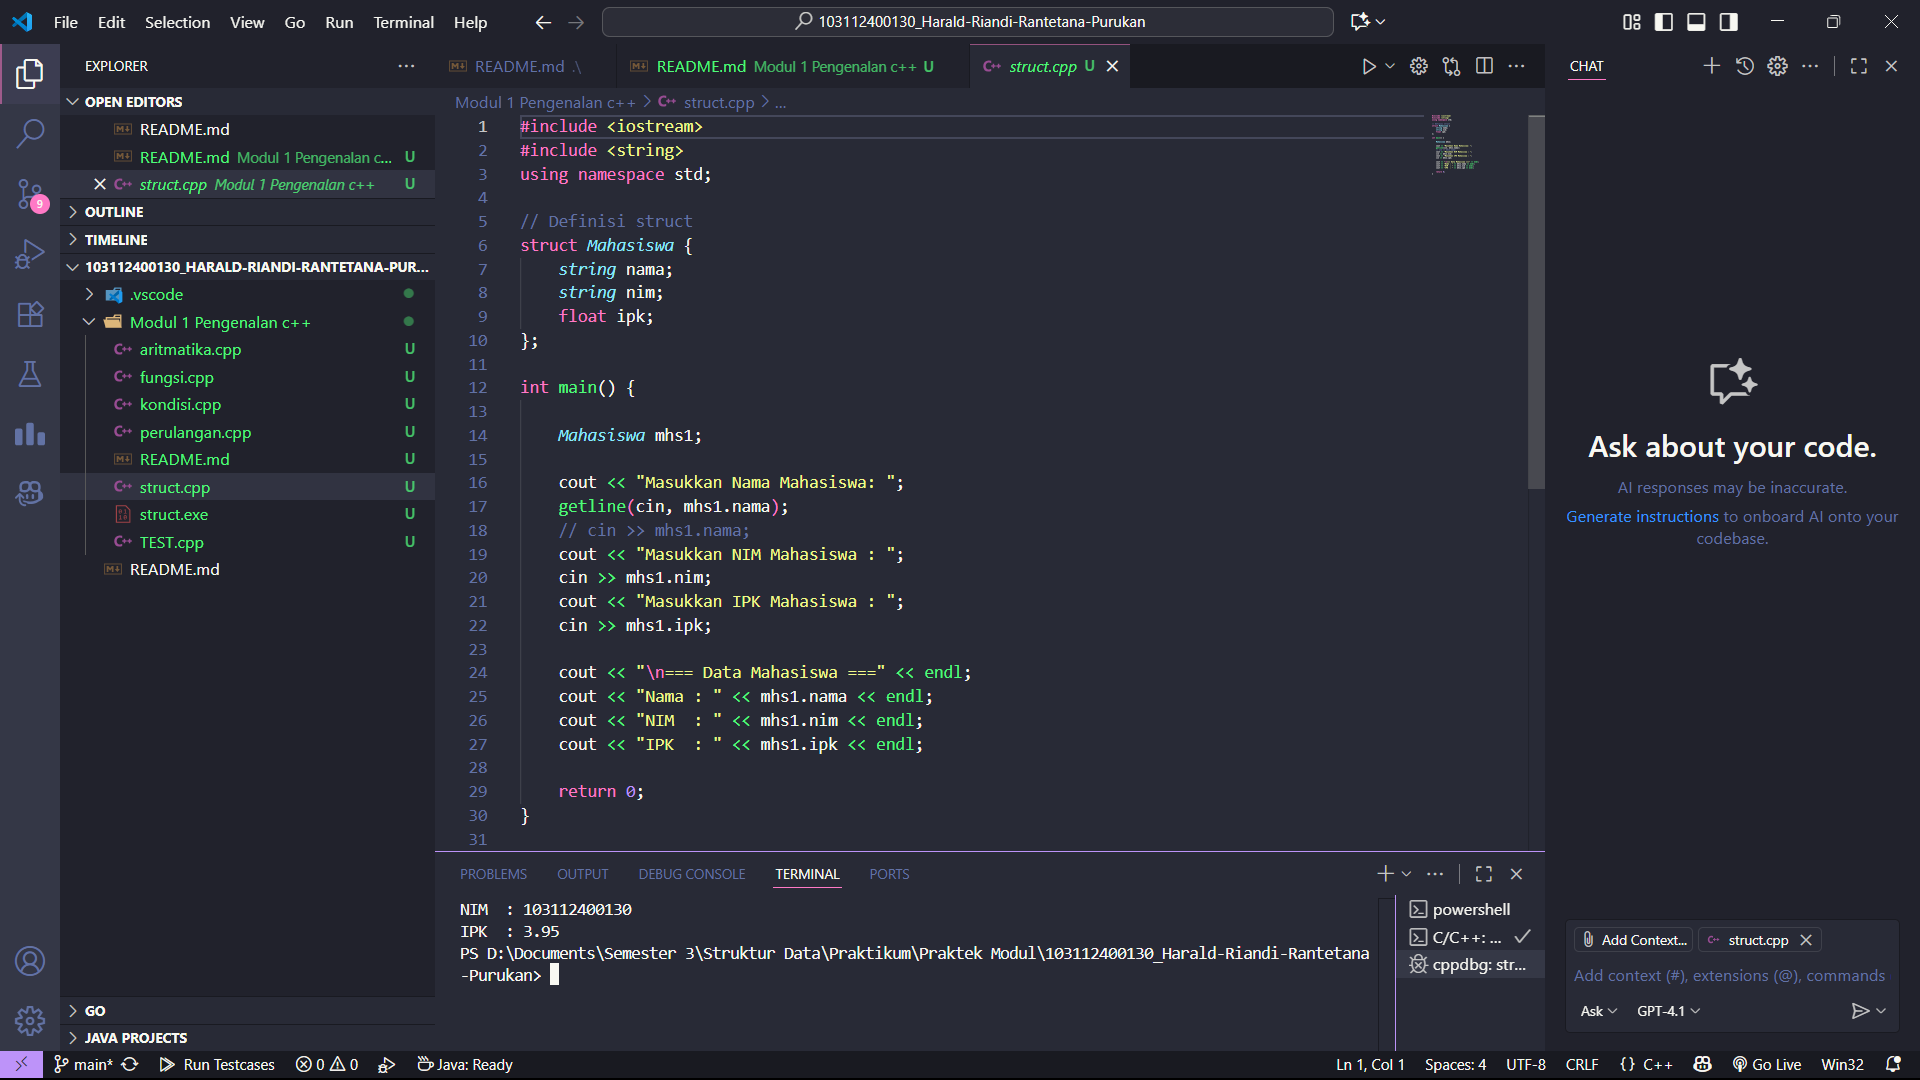 File Edit Selection View Go Run Terminal Help
103112400130_Harald-Riandi-Rantetana-Purukan
EXPLORER
OPEN EDITORS
README.md
README.md Modul 1 Pengenalan c... U
struct.cpp Modul 1 Pengenalan c++ U
OUTLINE
TIMELINE
103112400130_HARALD-RIANDI-RANTETANA-PUR...
.vscode
Modul 1 Pengenalan c++
aritmatika.cpp U
fungsi.cpp U
kondisi.cpp U
perulangan.cpp U
README.md U
struct.cpp U
struct.exe U
TEST.cpp U
README.md
GO
JAVA PROJECTS
9
README.md .\
README.md Modul 1 Pengenalan c++ U
struct.cpp U
Modul 1 Pengenalan c++ > struct.cpp > ...
1 #include <iostream>
2 #include <string>
3 using namespace std;
4
5 // Definisi struct
6 struct Mahasiswa {
7 string nama;
8 string nim;
9 float ipk;
10 };
11
12 int main() {
13
14 Mahasiswa mhs1;
15
16 cout << "Masukkan Nama Mahasiswa: ";
17 getline(cin, mhs1.nama);
18 // cin >> mhs1.nama;
19 cout << "Masukkan NIM Mahasiswa : ";
20 cin >> mhs1.nim;
21 cout << "Masukkan IPK Mahasiswa : ";
22 cin >> mhs1.ipk;
23
24 cout << "\n=== Data Mahasiswa ===" << endl;
25 cout << "Nama : " << mhs1.nama << endl;
26 cout << "NIM  : " << mhs1.nim << endl;
27 cout << "IPK  : " << mhs1.ipk << endl;
28
29 return 0;
30 }
31
PROBLEMS OUTPUT DEBUG CONSOLE TERMINAL PORTS
NIM  : 103112400130
IPK  : 3.95
PS D:\Documents\Semester 3\Struktur Data\Praktikum\Praktek Modul\103112400130_Harald-Riandi-Rantetana
-Purukan>
powershell
C/C++: ...
cppdbg: str...
CHAT
Ask about your code.
AI responses may be inaccurate.
Generate instructions to onboard AI onto your
codebase.
Add Context... struct.cpp
Add context (#), extensions (@), commands
Ask GPT-4.1
main* Run Testcases 0 0 Java: Ready
Ln 1, Col 1 Spaces: 4 UTF-8 CRLF {} C++ Go Live Win32